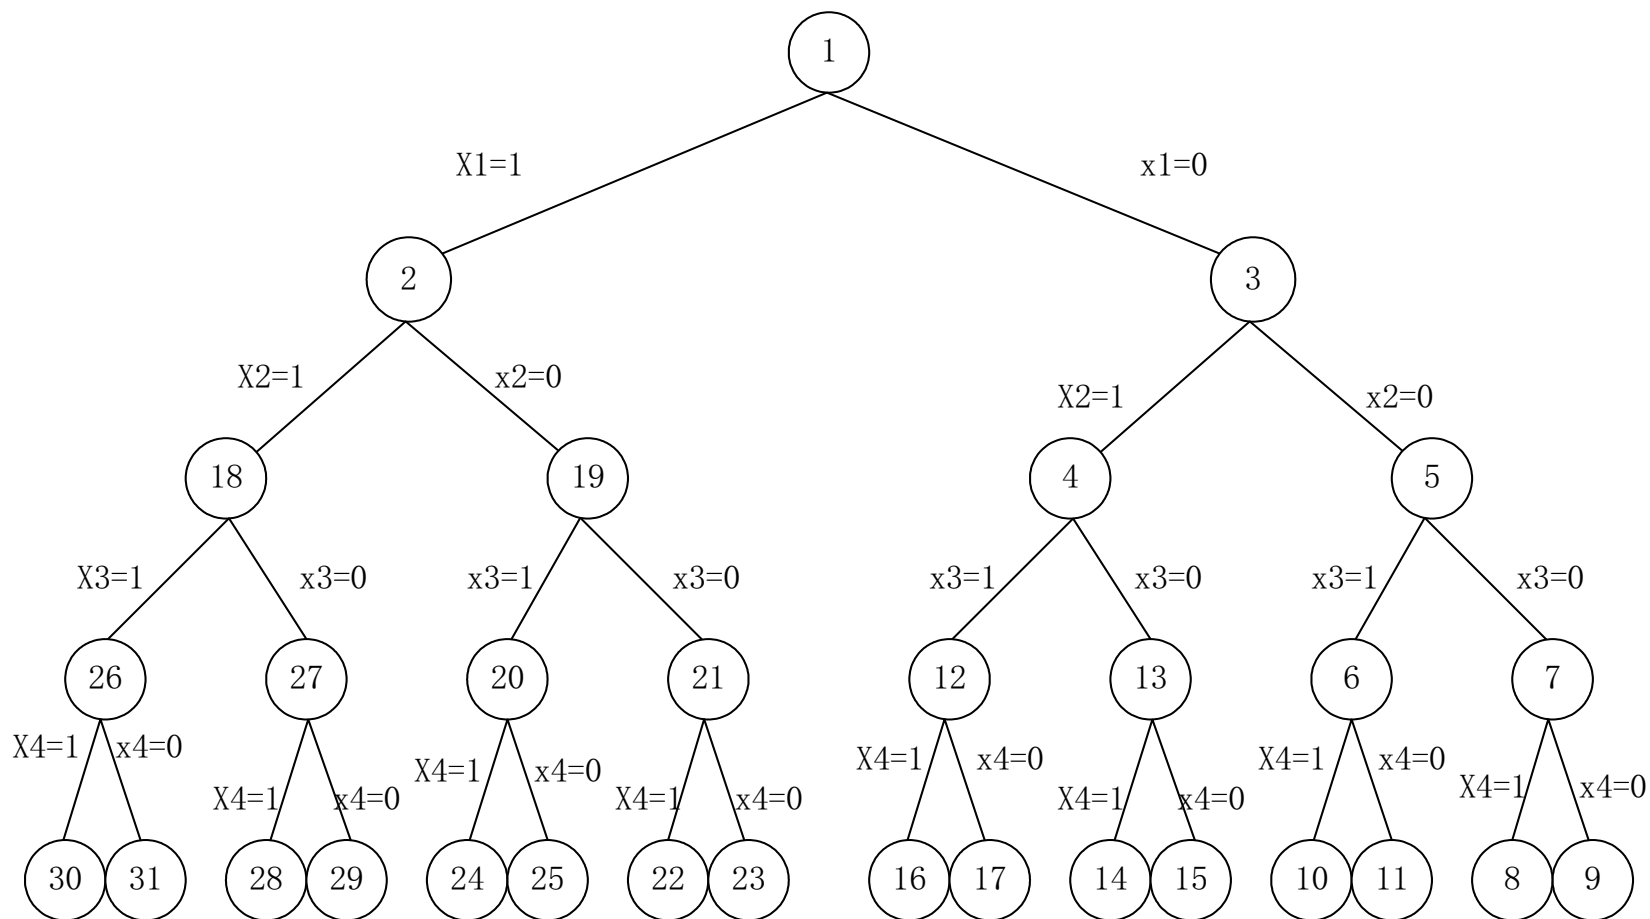 1
X1=1 x1=0
2 3
X2=1 x2=0 X2=1 x2=0
18 19 4 5
X3=1 x3=0 x3=1 x3=0 x3=1 x3=0 x3=1 x3=0
26 27 20 21 12 13 6 7
X4=1 x4=0 X4=1 x4=0 X4=1 x4=0 X4=1 x4=0 X4=1 x4=0 X4=1 x4=0 X4=1 x4=0 X4=1 x4=0
30 31 28 29 24 25 22 23 16 17 14 15 10 11 8 9